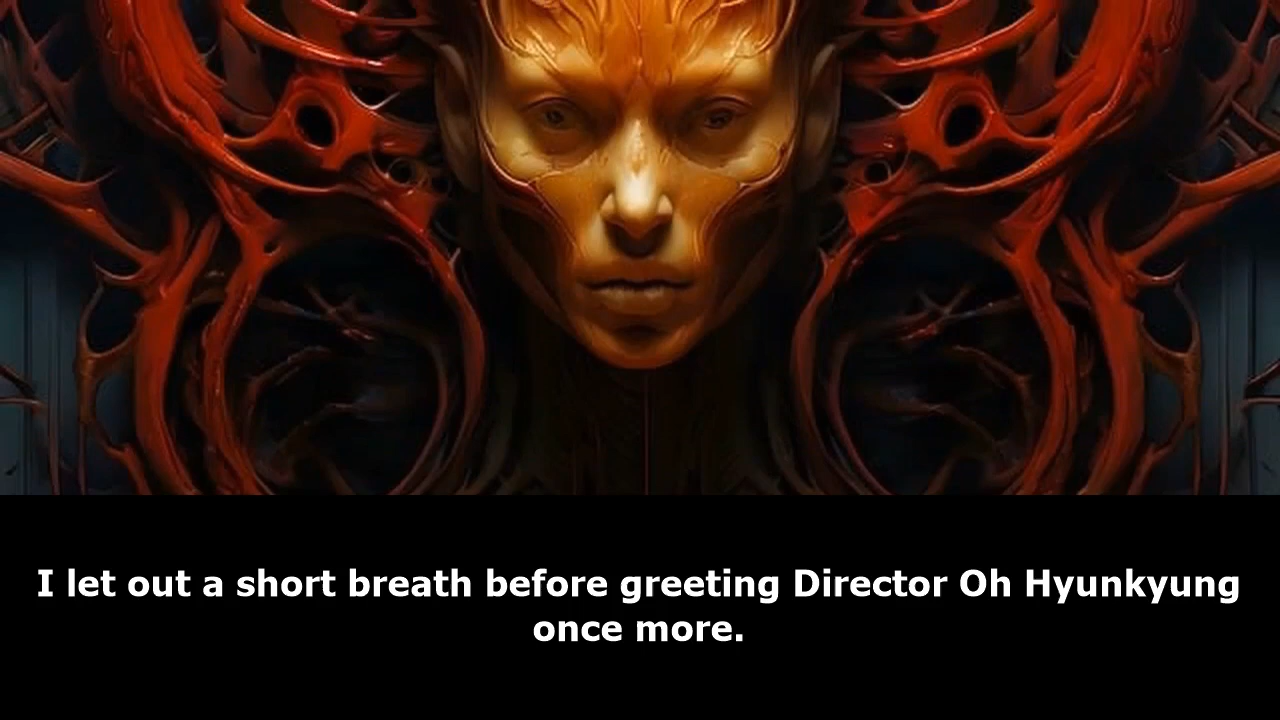 I let out a short breath before greeting Director Oh Hyunkyung
once more.